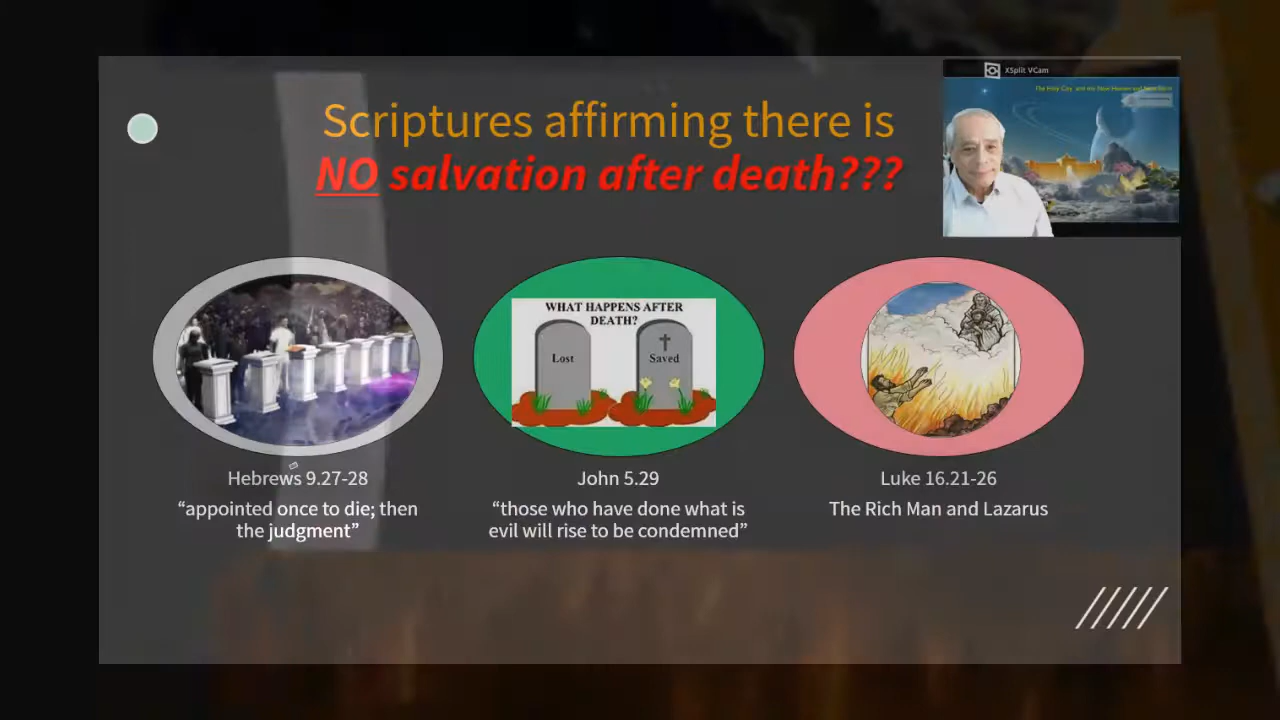 XSplit VCam
Scriptures affirming there is
NO salvation after death???
WHAT HAPPENS AFTER
DEATH?
Lost
Saved
Hebrews 9.27-28
“appointed once to die; then
the judgment”
John 5.29
“those who have done what is
evil will rise to be condemned”
Luke 16.21-26
The Rich Man and Lazarus